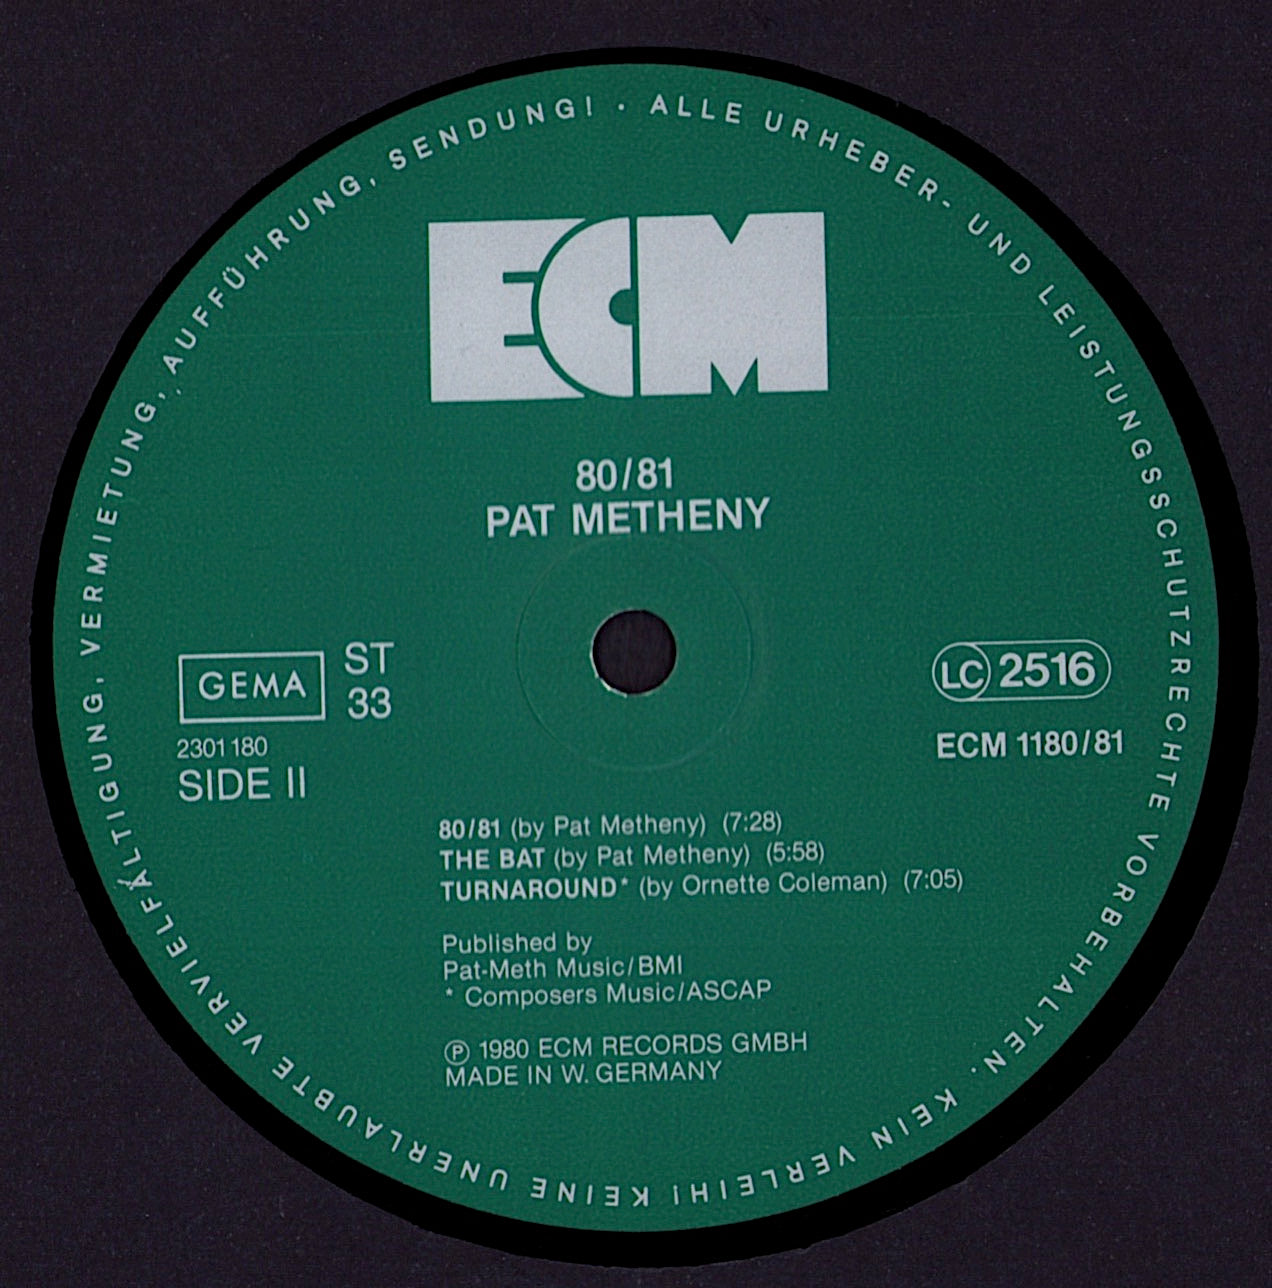 ALLE URHEBER- UND LEISTUNGSSCHUTZRECHTE VORBEHALTEN. KEIN VERLEIH! KEINE UNERLAUBTE VERVIELFÄLTIGUNG, VERMIETUNG, AUFFÜHRUNG, SENDUNG! ·
ECM
80/81
PAT METHENY
GEMA
ST
33
2301 180
SIDE II
LC 2516
ECM 1180/81
80/81 (by Pat Metheny) (7:28)
THE BAT (by Pat Metheny) (5:58)
TURNAROUND* (by Ornette Coleman) (7:05)
Published by
Pat-Meth Music/BMI
* Composers Music/ASCAP
Ⓟ 1980 ECM RECORDS GMBH
MADE IN W. GERMANY